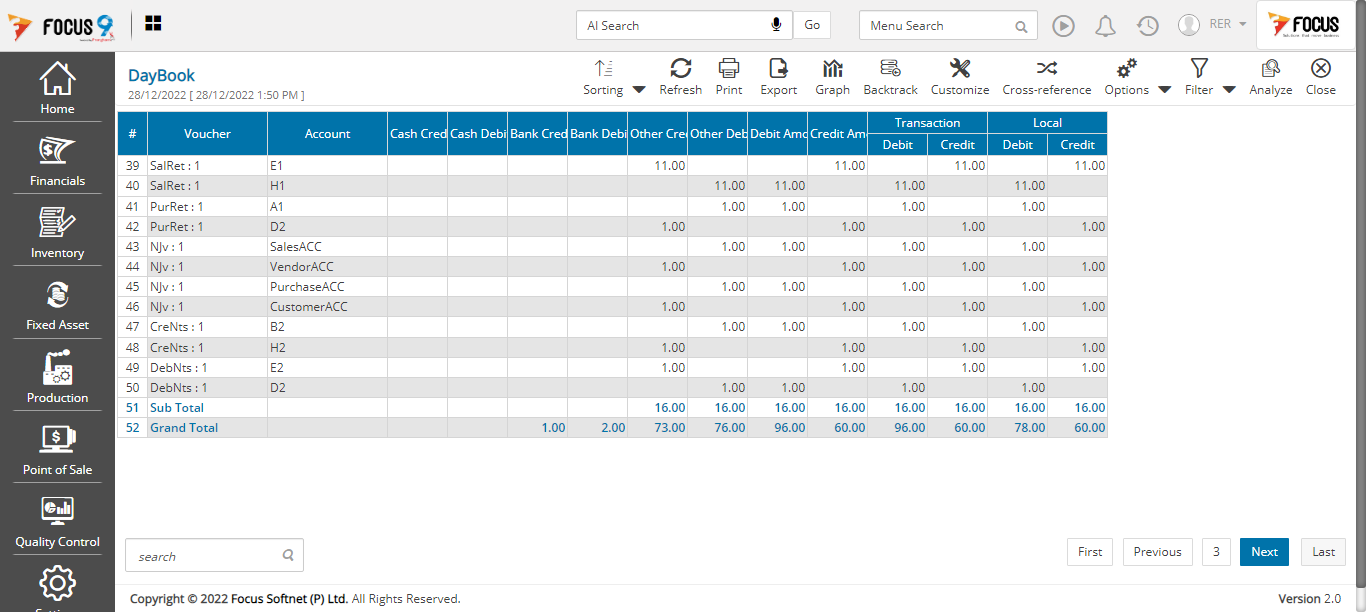 FOCUS 9
AI Search
Go
Menu Search
RER
FOCUS
Home
Financials
Inventory
Fixed Asset
Production
Point of Sale
Quality Control
DayBook
28/12/2022 [ 28/12/2022 1:50 PM ]
Sorting Refresh Print Export Graph Backtrack Customize Cross-reference Options Filter Analyze Close
# Voucher Account Cash Cred Cash Debi Bank Cred Bank Debi Other Cre Other Deb Debit Amo Credit Am Transaction Local
Debit Credit Debit Credit
39 SalRet : 1 E1 11.00 11.00 11.00 11.00
40 SalRet : 1 H1 11.00 11.00 11.00 11.00
41 PurRet : 1 A1 1.00 1.00 1.00 1.00
42 PurRet : 1 D2 1.00 1.00 1.00 1.00
43 NJv : 1 SalesACC 1.00 1.00 1.00 1.00
44 NJv : 1 VendorACC 1.00 1.00 1.00 1.00
45 NJv : 1 PurchaseACC 1.00 1.00 1.00 1.00
46 NJv : 1 CustomerACC 1.00 1.00 1.00 1.00
47 CreNts : 1 B2 1.00 1.00 1.00 1.00
48 CreNts : 1 H2 1.00 1.00 1.00 1.00
49 DebNts : 1 E2 1.00 1.00 1.00 1.00
50 DebNts : 1 D2 1.00 1.00 1.00 1.00
51 Sub Total 16.00 16.00 16.00 16.00 16.00 16.00 16.00 16.00
52 Grand Total 1.00 2.00 73.00 76.00 96.00 60.00 96.00 60.00 78.00 60.00
search
First Previous 3 Next Last
Copyright © 2022 Focus Softnet (P) Ltd. All Rights Reserved.
Version 2.0